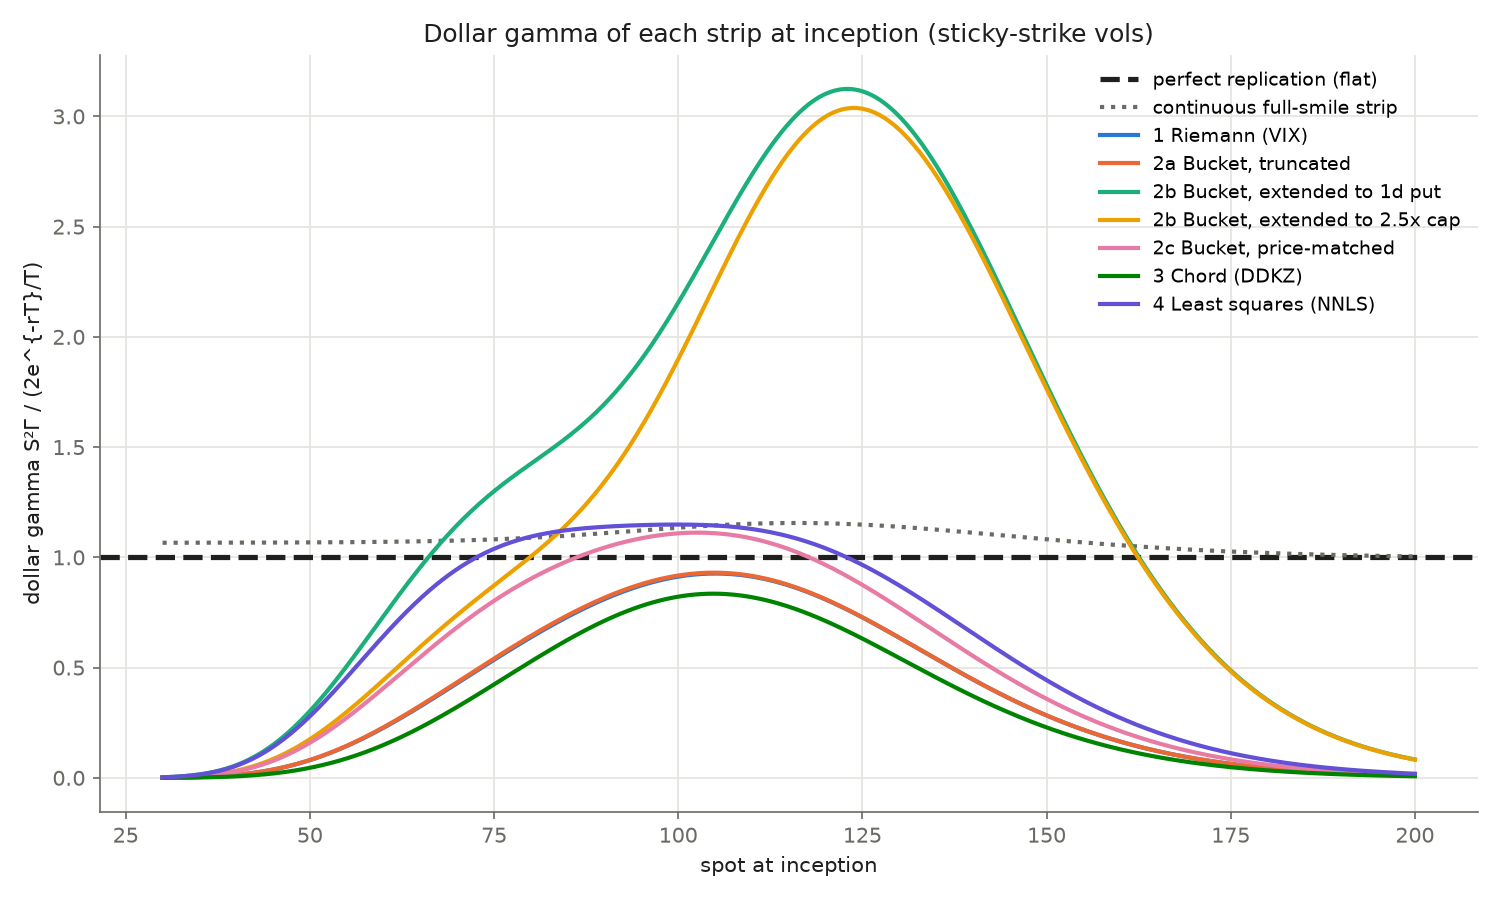 Dollar gamma of each strip at inception (sticky-strike vols)
perfect replication (flat)
continuous full-smile strip
1 Riemann (VIX)
2a Bucket, truncated
2b Bucket, extended to 1d put
2b Bucket, extended to 2.5x cap
2c Bucket, price-matched
3 Chord (DDKZ)
4 Least squares (NNLS)
dollar gamma S²Γ / (2e^{-rT}/T)
3.0
2.5
2.0
1.5
1.0
0.5
0.0
25 50 75 100 125 150 175 200
spot at inception